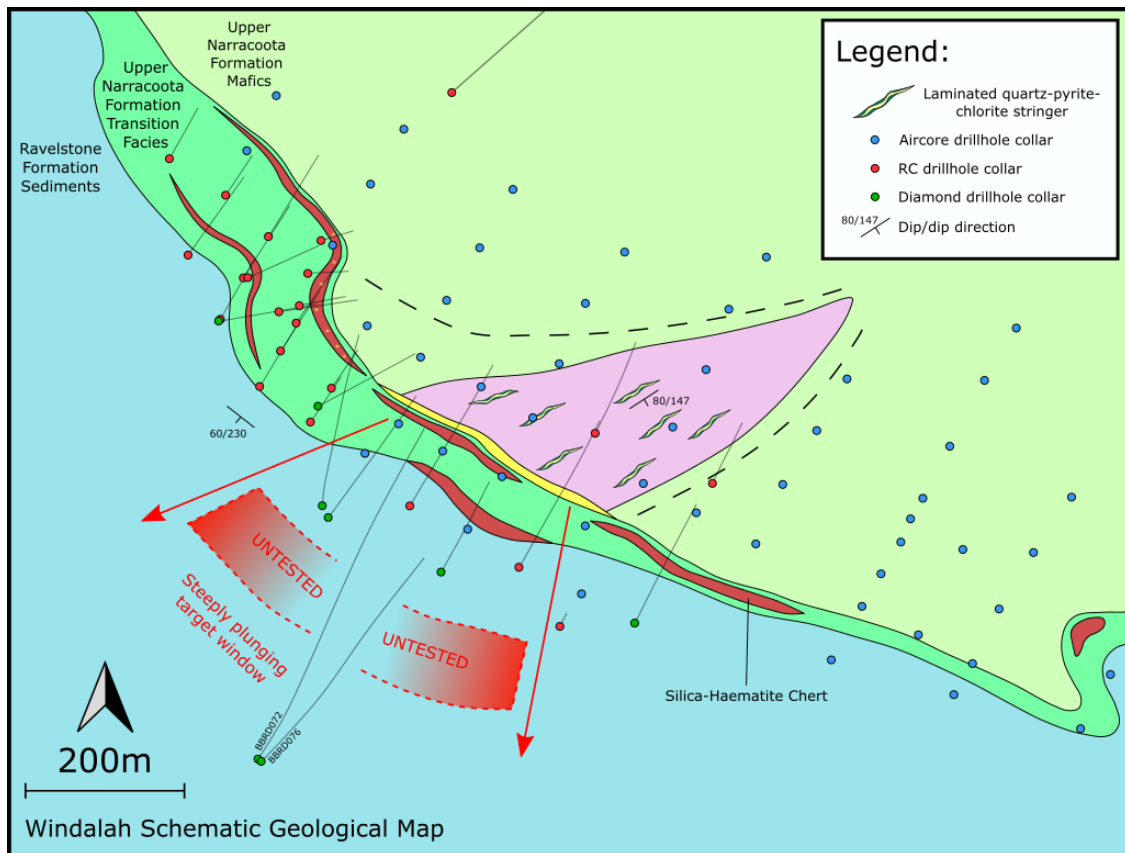 Upper
Narracoota
Formation
Mafics
Upper
Narracoota
Formation
Transition
Facies
Ravelstone
Formation
Sediments
Legend:
Laminated quartz-pyrite-
chlorite stringer
Aircore drillhole collar
RC drillhole collar
Diamond drillhole collar
80/147
Dip/dip direction
80/147
60/230
UNTESTED
Steeply plunging
target window
UNTESTED
Silica-Haematite Chert
BBRD072
BBRD076
200m
Windalah Schematic Geological Map